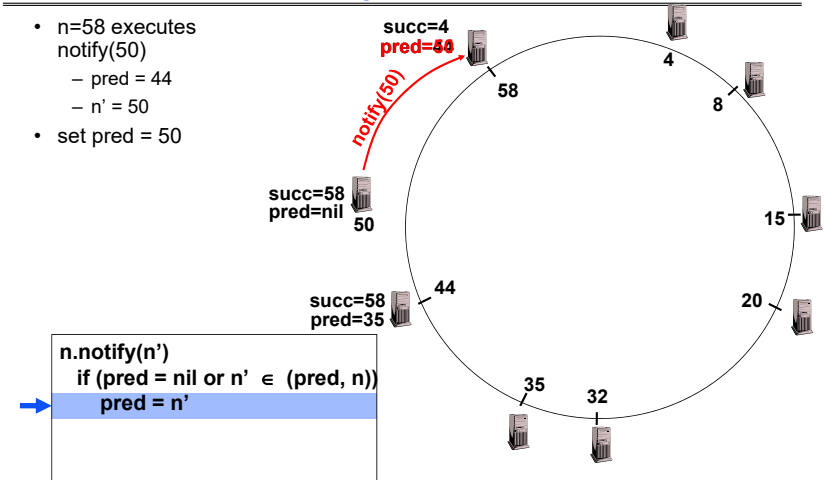 • n=58 executes
notify(50)
– pred = 44
– n' = 50
• set pred = 50
succ=4
pred=50
notify(50)
58
4
8
15
20
32
35
44
succ=58
pred=nil
50
succ=58
pred=35
n.notify(n')
if (pred = nil or n' ∈ (pred, n))
pred = n'